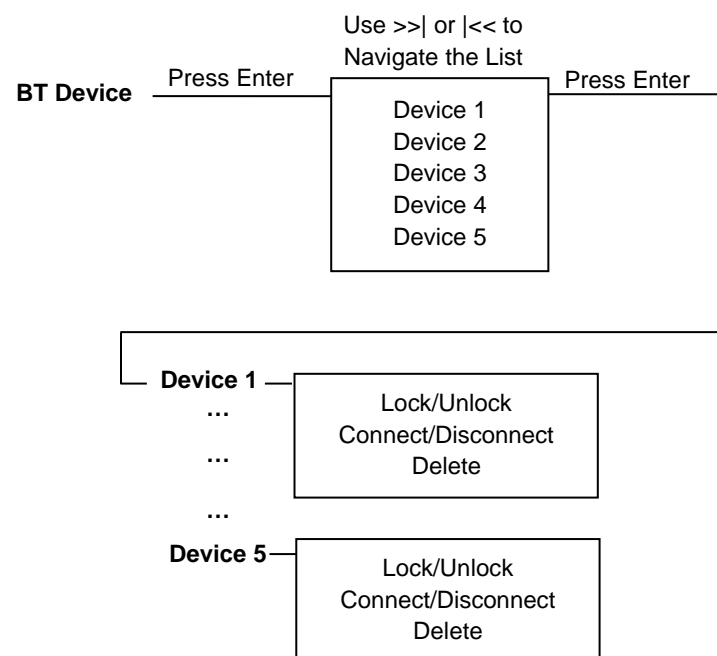 Use >>| or |<< to
Navigate the List
BT Device
Press Enter
Device 1
Device 2
Device 3
Device 4
Device 5
Press Enter
Device 1
...
...
...
Lock/Unlock
Connect/Disconnect
Delete
Device 5
Lock/Unlock
Connect/Disconnect
Delete